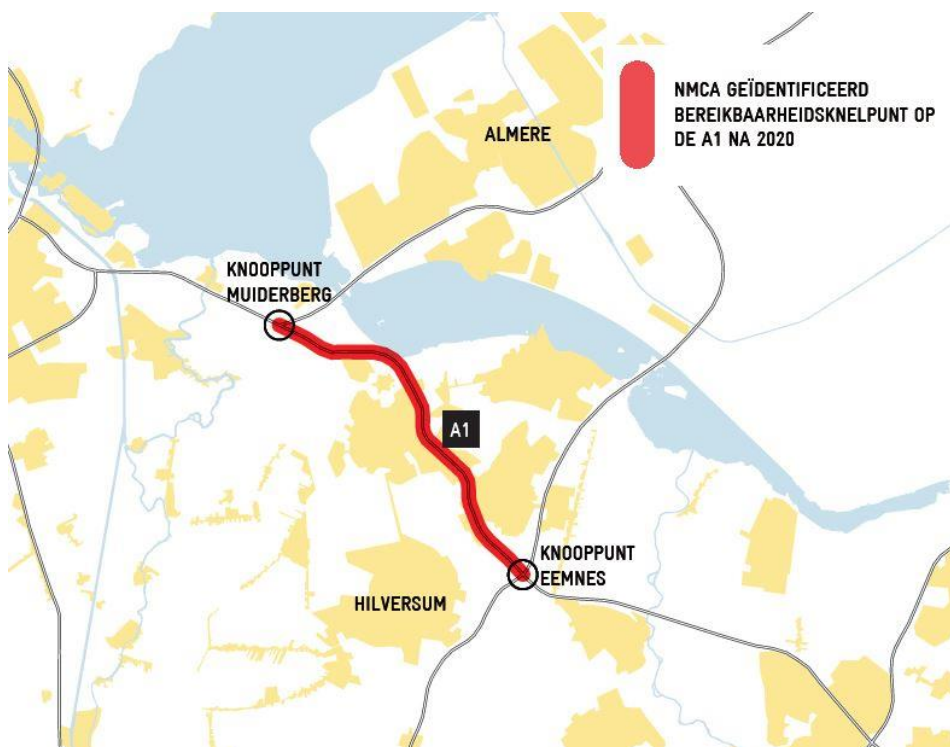 NMCA GEÏDENTIFICEERD
BEREIKBAARHEIDSKNELPUNT OP
DE A1 NA 2020
ALMERE
KNOOPPUNT
MUIDERBERG
A1
KNOOPPUNT
EEMNES
HILVERSUM